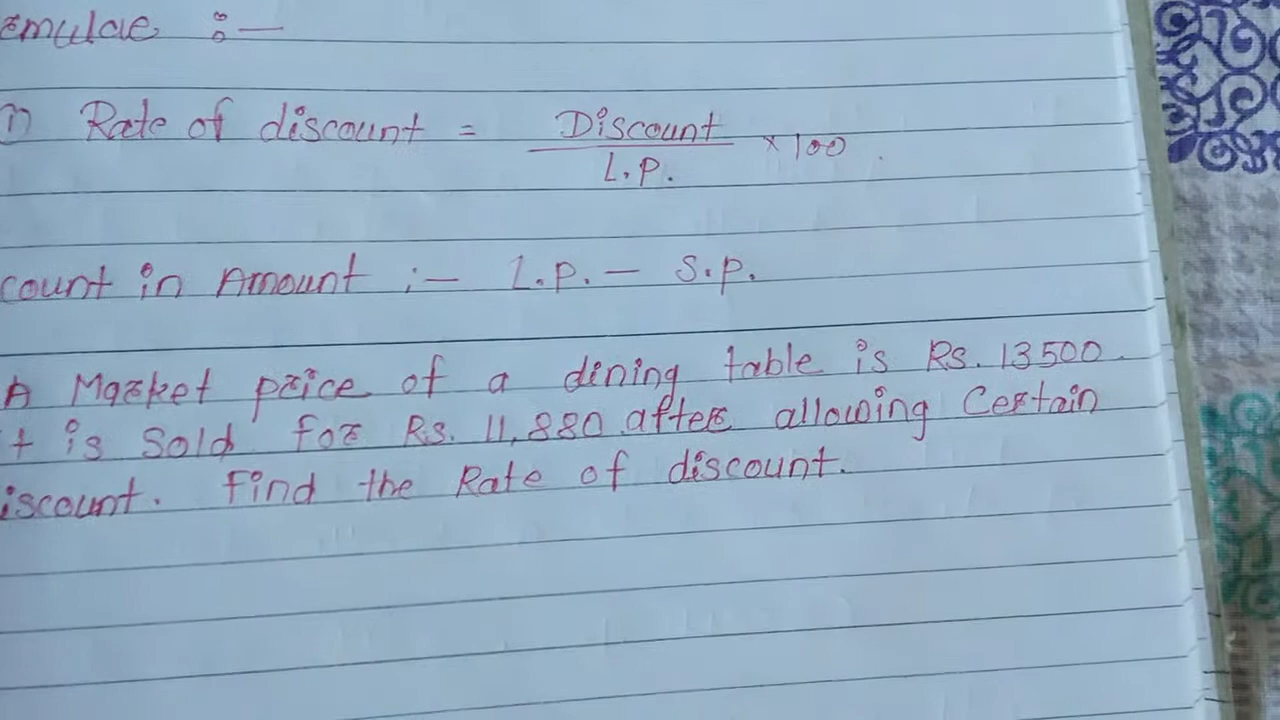 emulae :—
1) Rate of discount = Discount / L.P. × 100
count in Amount :– L.P. – S.P.
A Market price of a dining table is Rs. 13500.
t is Sold for Rs. 11,880 after allowing Certain
iscount. Find the Rate of discount.